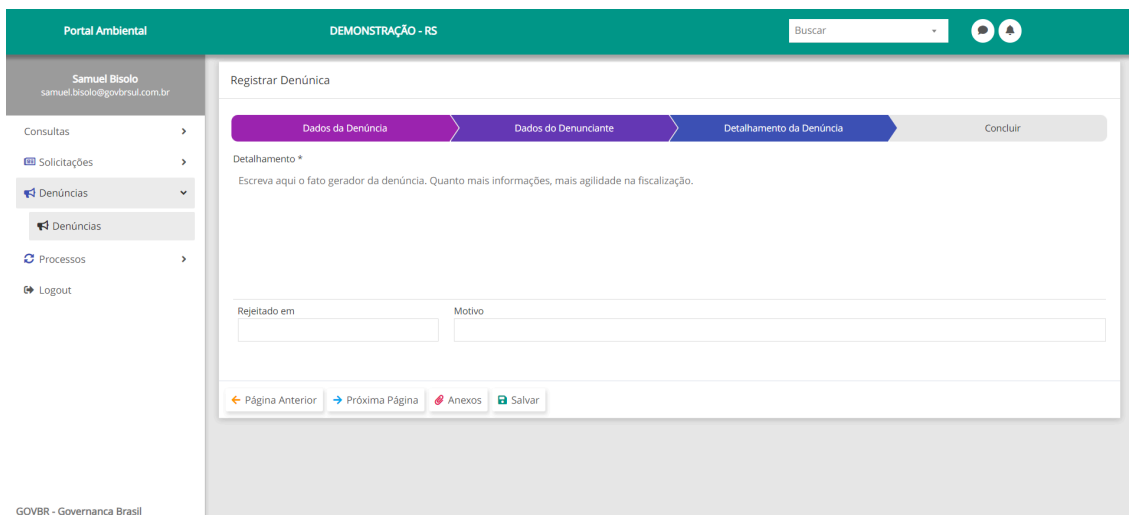 Portal Ambiental
DEMONSTRAÇÃO - RS
Buscar
Samuel Bisolo
samuel.bisolo@govbrsul.com.br
Consultas
Solicitações
Denúncias
Denúncias
Processos
Logout
GOVBR - Governança Brasil
Registrar Denúnica
Dados da Denúncia
Dados do Denunciante
Detalhamento da Denúncia
Concluir
Detalhamento *
Escreva aqui o fato gerador da denúncia. Quanto mais informações, mais agilidade na fiscalização.
Rejeitado em
Motivo
Página Anterior
Próxima Página
Anexos
Salvar